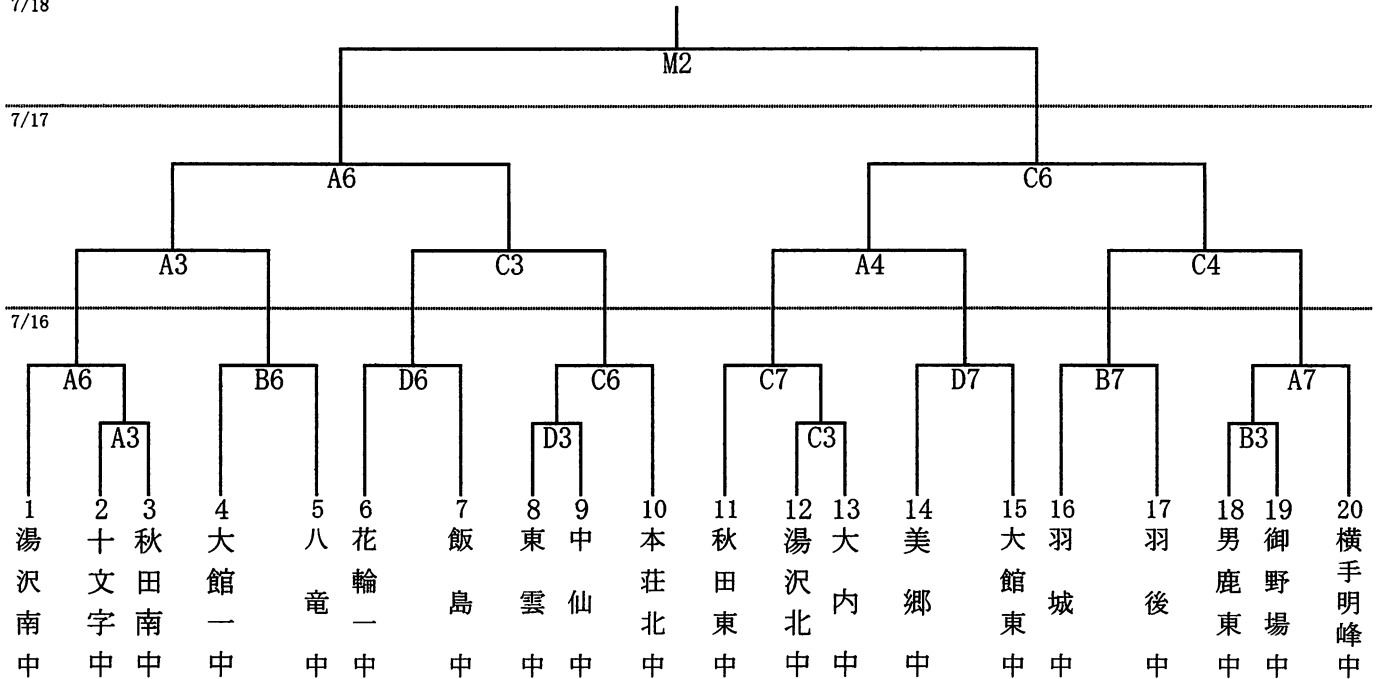 7/18
M2
7/17
A6 C6
A3 C3 A4 C4
7/16
A6 B6 D6 C6 C7 D7 B7 A7
A3 D3 C3 B3
1 湯沢南中
2 十文字中
3 秋田南中
4 大館一中
5 八竜中
6 花輪一中
7 飯島中
8 東雲中
9 中仙中
10 本荘北中
11 秋田東中
12 湯沢北中
13 大内中
14 美郷中
15 大館東中
16 羽城中
17 羽後中
18 男鹿東中
19 御野場中
20 横手明峰中